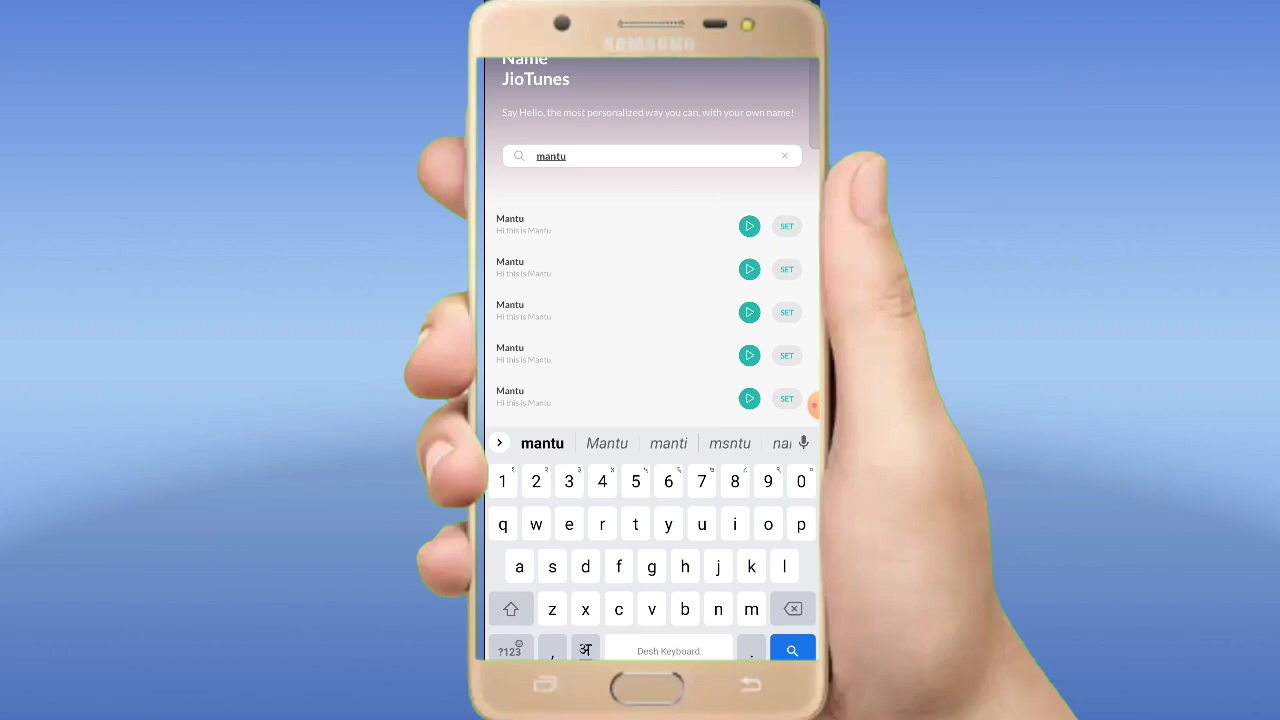 SAMSUNG
Name
JioTunes
Say Hello, the most personalized way you can, with your own name!
mantu
Mantu
Hi this is Mantu
SET
Mantu
Hi this is Mantu
SET
Mantu
Hi this is Mantu
SET
Mantu
Hi this is Mantu
SET
Mantu
Hi this is Mantu
SET
mantu Mantu manti msntu nai
1 2 3 4 5 6 7 8 9 0
q w e r t y u i o p
a s d f g h j k l
z x c v b n m
?123 , अ Desh Keyboard .